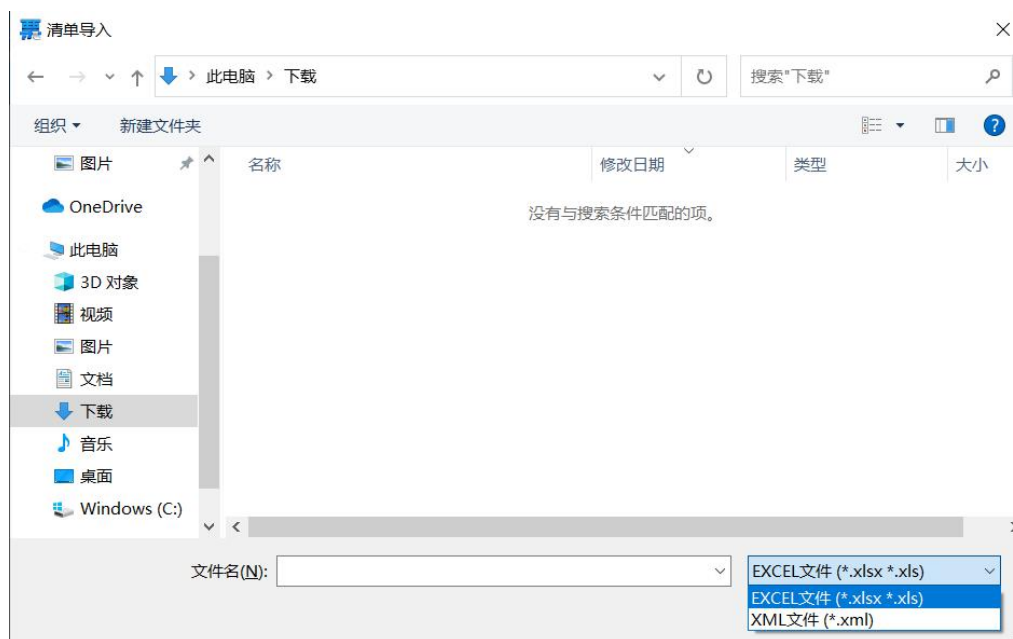 清单导入
此电脑 > 下载
搜索"下载"
组织
新建文件夹
名称
修改日期
类型
大小
没有与搜索条件匹配的项。
图片
OneDrive
此电脑
3D 对象
视频
图片
文档
下载
音乐
桌面
Windows (C:)
文件名(N):
EXCEL文件 (*.xlsx *.xls)
EXCEL文件 (*.xlsx *.xls)
XML文件 (*.xml)